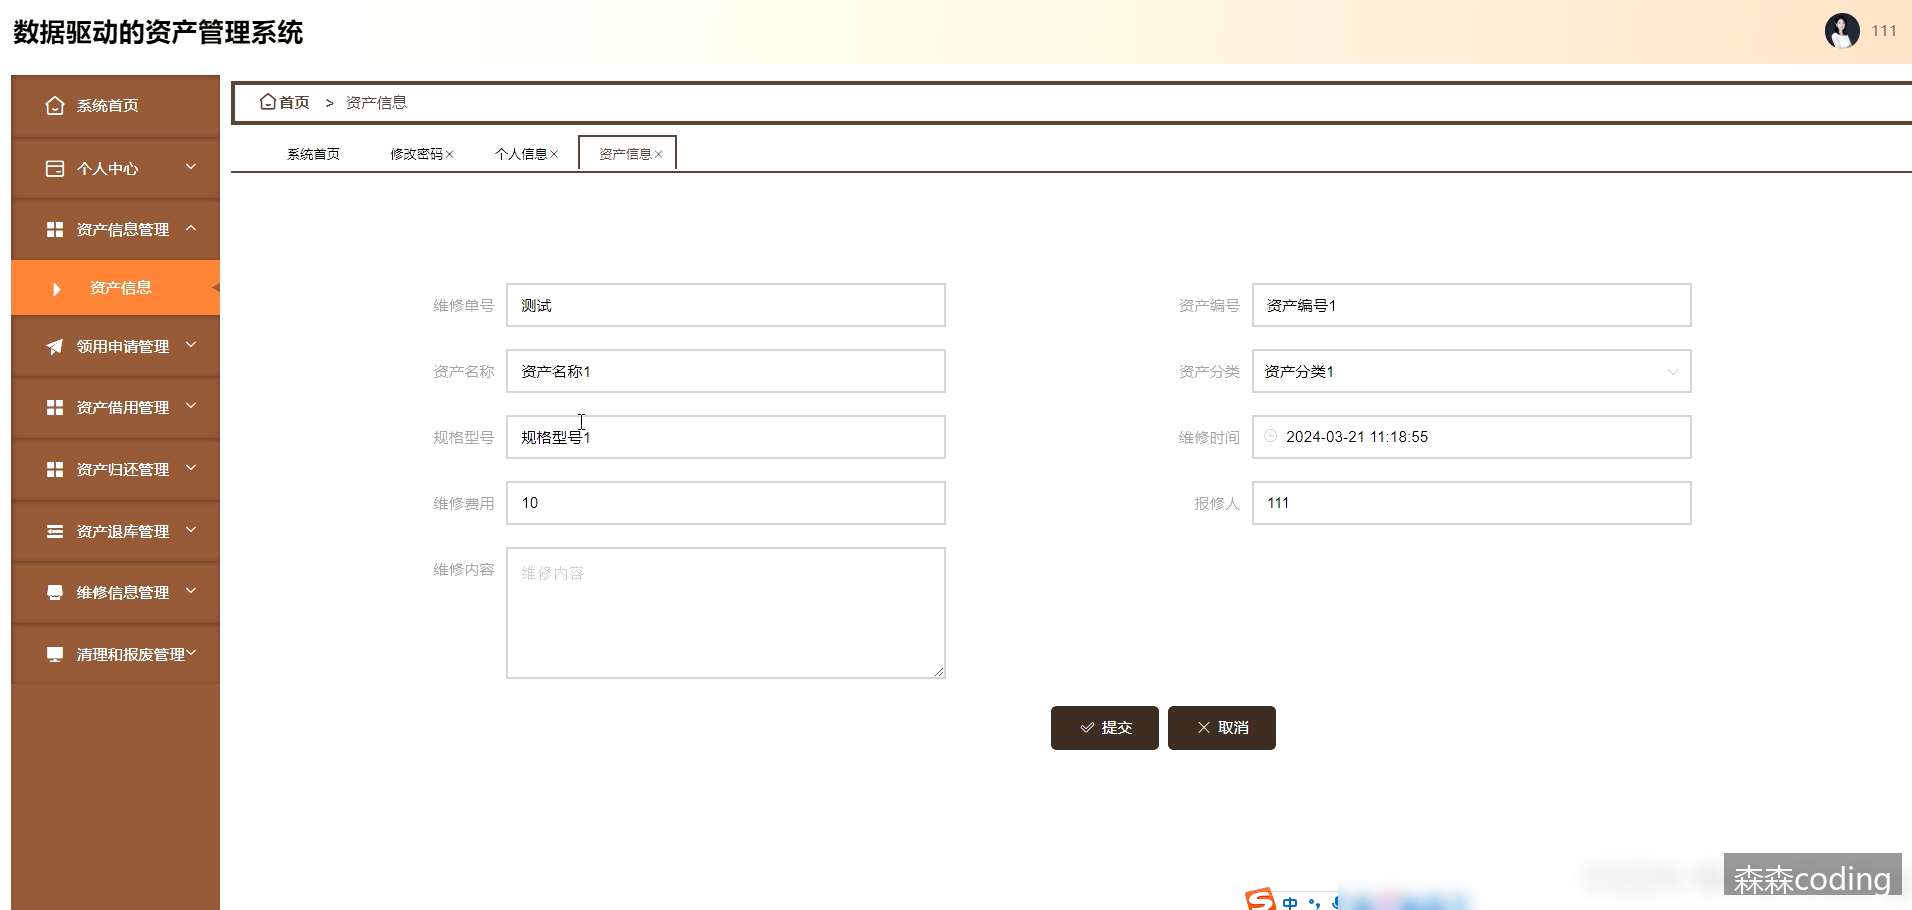 数据驱动的资产管理系统
111
系统首页
个人中心
资产信息管理
资产信息
领用申请管理
资产借用管理
资产归还管理
资产退库管理
维修信息管理
清理和报废管理
首页 > 资产信息
系统首页 修改密码× 个人信息× 资产信息×
维修单号 测试 资产编号 资产编号1
资产名称 资产名称1 资产分类 资产分类1
规格型号 规格型号1 维修时间 2024-03-21 11:18:55
维修费用 10 报修人 111
维修内容 维修内容
提交 取消
森森coding
中